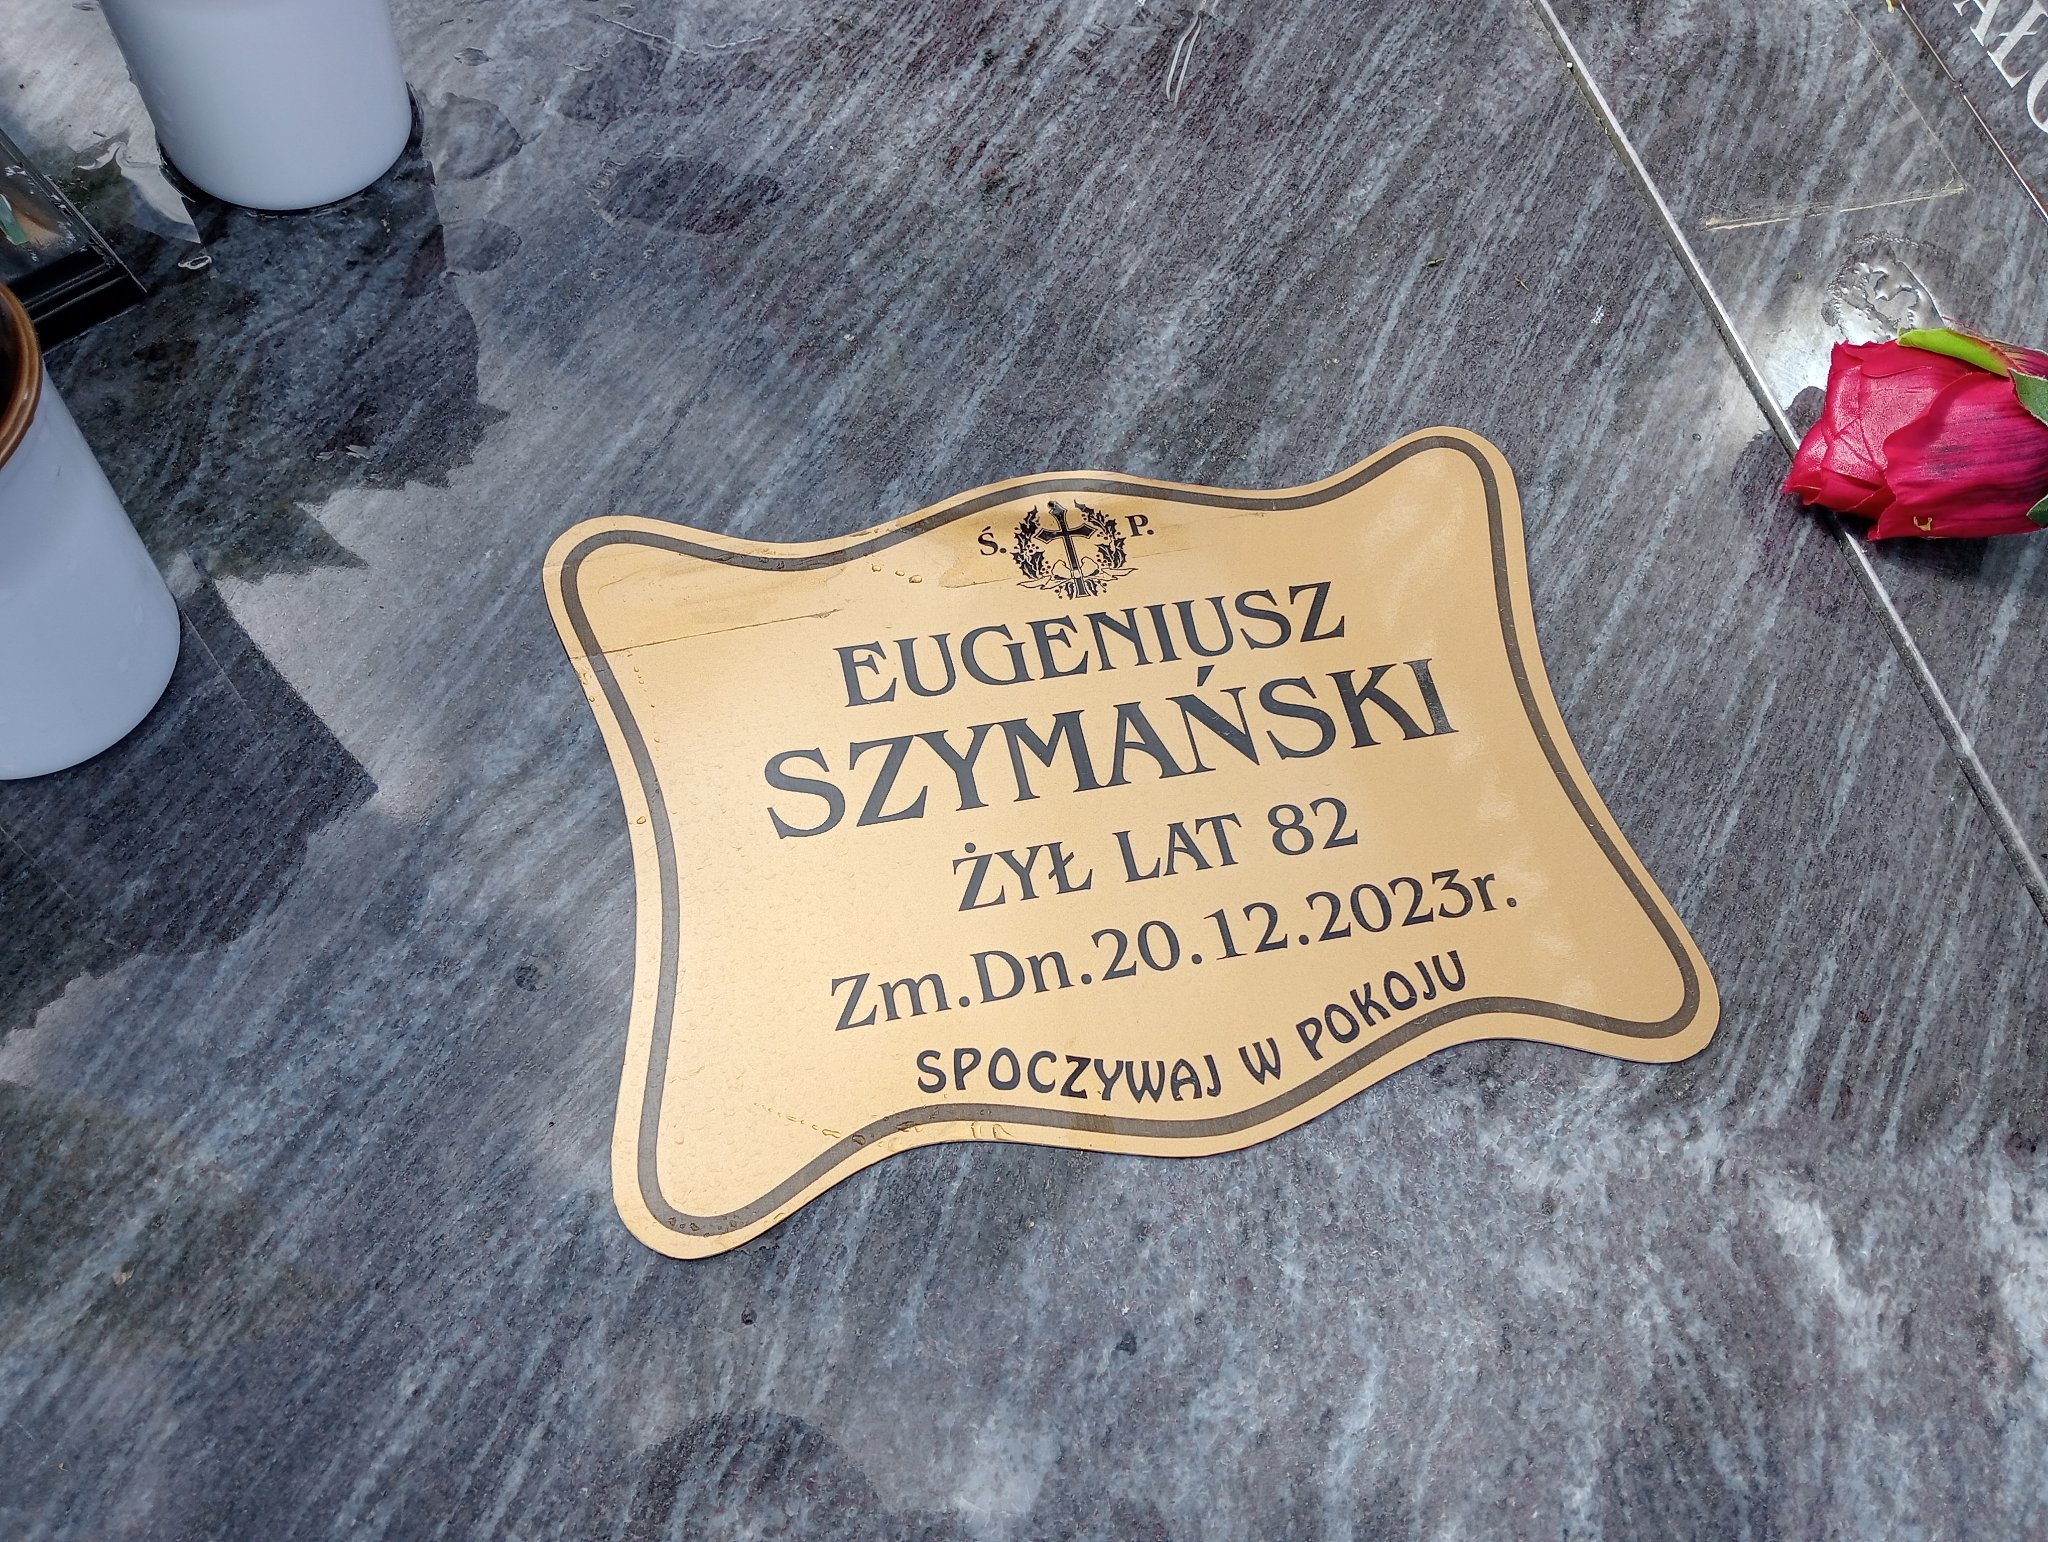 Ś. P.
EUGENIUSZ
SZYMAŃSKI
ŻYŁ LAT 82
Zm.Dn.20.12.2023r.
SPOCZYWAJ W POKOJU